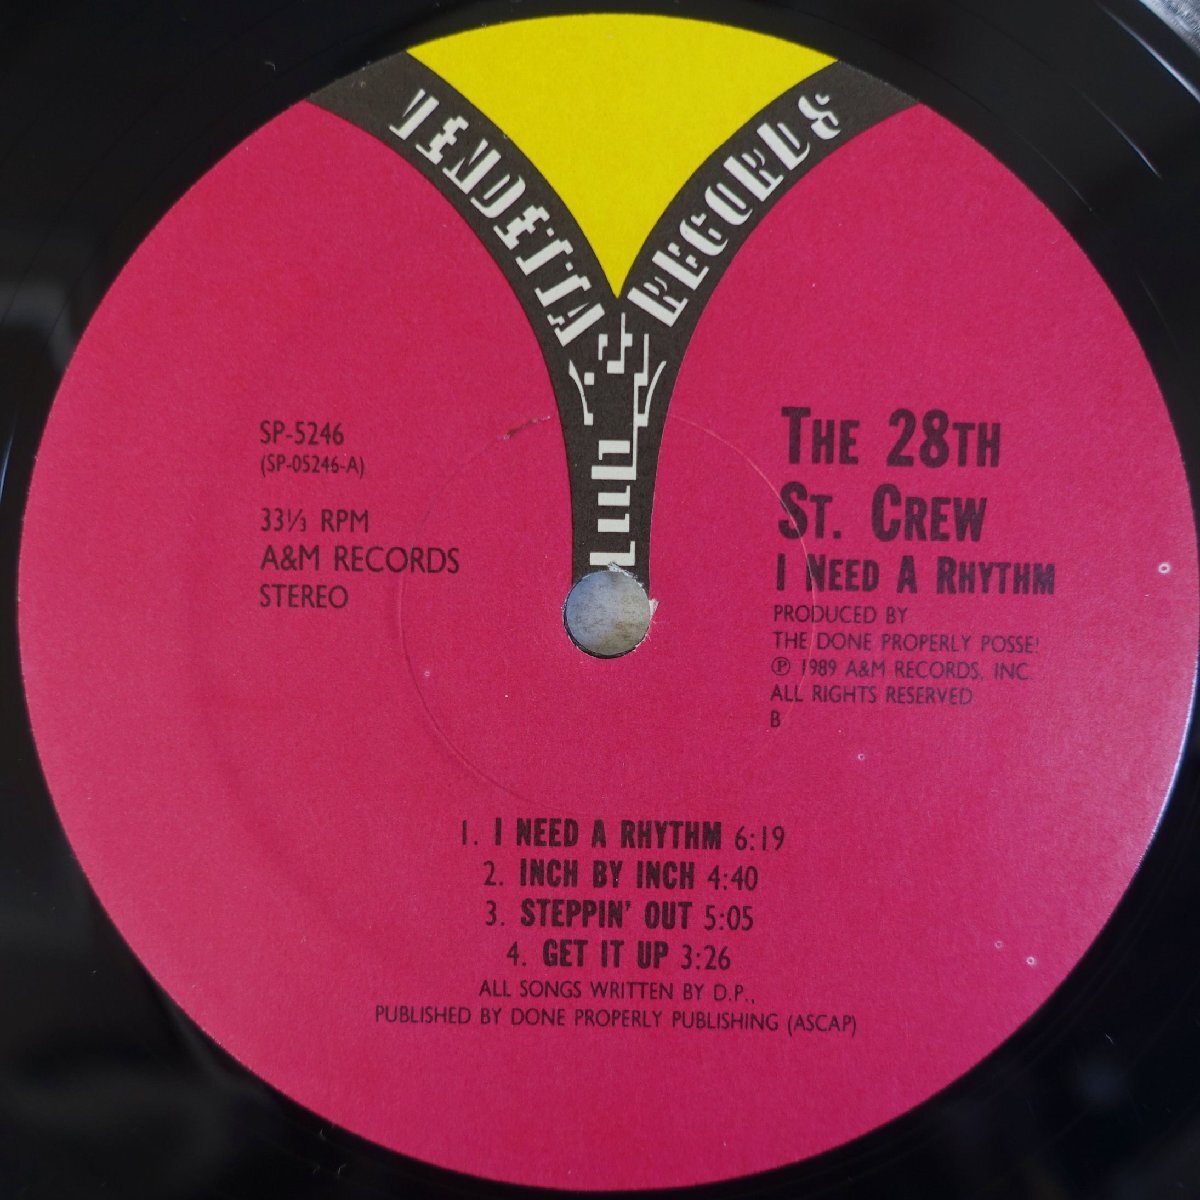 VENDETTA RECORDS
SP-5246
(SP-05246-A)
33⅓ RPM
A&M RECORDS
STEREO
THE 28TH
ST. CREW
I NEED A RHYTHM
PRODUCED BY
THE DONE PROPERLY POSSE!
℗ 1989 A&M RECORDS, INC
ALL RIGHTS RESERVED
B
1. I NEED A RHYTHM 6:19
2. INCH BY INCH 4:40
3. STEPPIN' OUT 5:05
4. GET IT UP 3:26
ALL SONGS WRITTEN BY D.P.,
PUBLISHED BY DONE PROPERLY PUBLISHING (ASCAP)